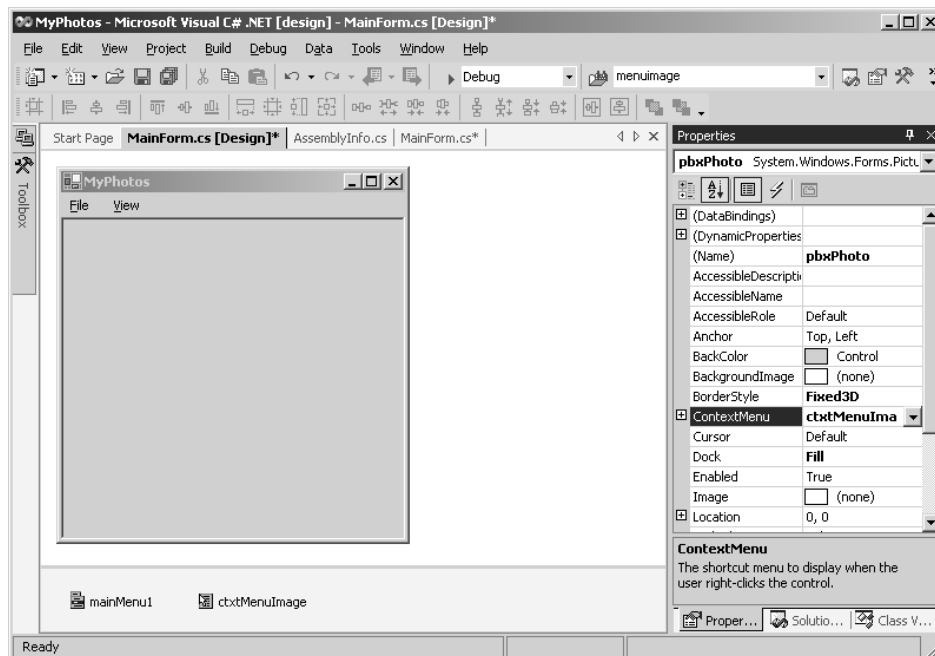 MyPhotos - Microsoft Visual C# .NET [design] - MainForm.cs [Design]*
File Edit View Project Build Debug Data Tools Window Help
Debug menuimage
Start Page MainForm.cs [Design]* AssemblyInfo.cs MainForm.cs*
Toolbox
MyPhotos
File View
mainMenu1 ctxtMenuImage
Properties
pbxPhoto System.Windows.Forms.Pictu
(DataBindings)
(DynamicProperties
(Name) pbxPhoto
AccessibleDescripti
AccessibleName
AccessibleRole Default
Anchor Top, Left
BackColor Control
BackgroundImage (none)
BorderStyle Fixed3D
ContextMenu ctxtMenuIma
Cursor Default
Dock Fill
Enabled True
Image (none)
Location 0, 0
ContextMenu
The shortcut menu to display when the
user right-clicks the control.
Proper... Solutio... Class V...
Ready